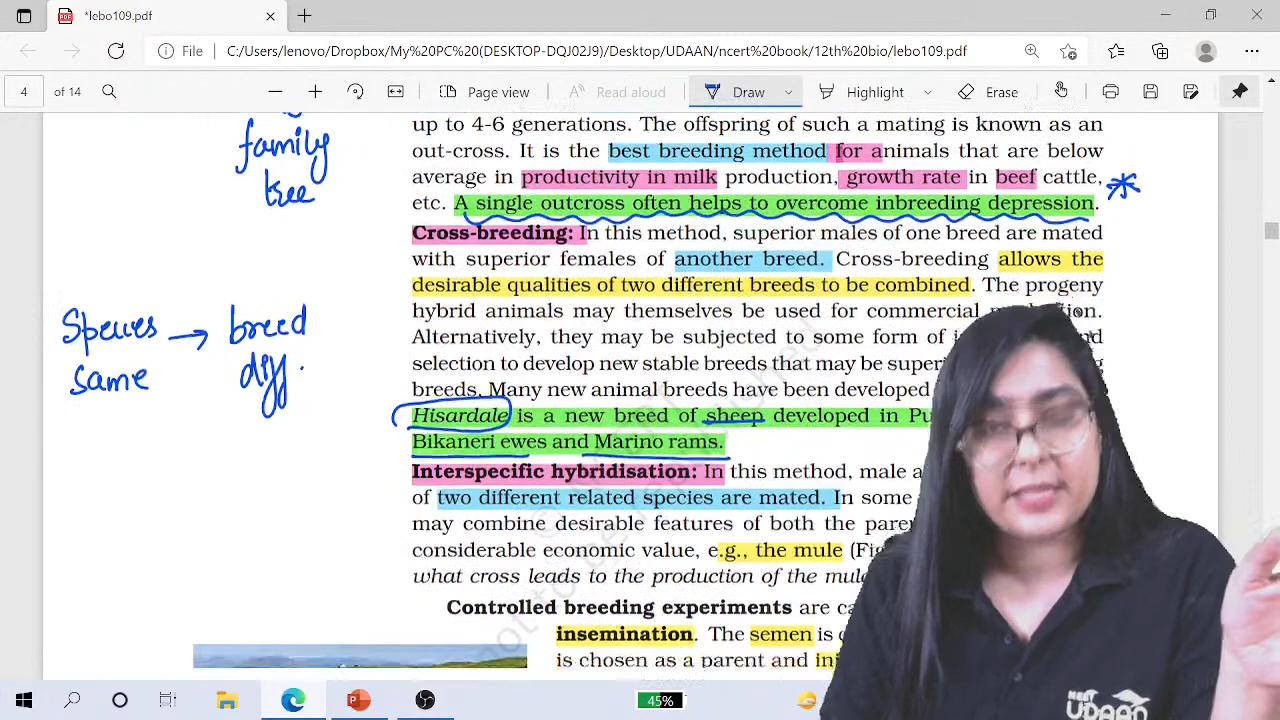 *lebo109.pdf
File C:/Users/lenovo/Dropbox/My%20PC%20(DESKTOP-DQJ02J9)/Desktop/UDAAN/ncert%20book/12th%20bio/lebo109.pdf
4 of 14 Page view Read aloud Draw Highlight Erase
family
tree
up to 4-6 generations. The offspring of such a mating is known as an
out-cross. It is the best breeding method for animals that are below
average in productivity in milk production, growth rate in beef cattle,
etc. A single outcross often helps to overcome inbreeding depression.
Cross-breeding: In this method, superior males of one breed are mated
with superior females of another breed. Cross-breeding allows the
desirable qualities of two different breeds to be combined. The progeny
hybrid animals may themselves be used for commercial
Alternatively, they may be subjected to some form of
selection to develop new stable breeds that may be
breeds. Many new animal breeds have been developed
Hisardale is a new breed of sheep developed in
Bikaneri ewes and Marino rams.
Species → breed
same diff.
Interspecific hybridisation: In this method, male
of two different related species are mated. In some
may combine desirable features of both the
considerable economic value, e.g., the mule
what cross leads to the production of the
Controlled breeding experiments are
insemination. The semen is
is chosen as a parent and
45%
NEET
UDAAN